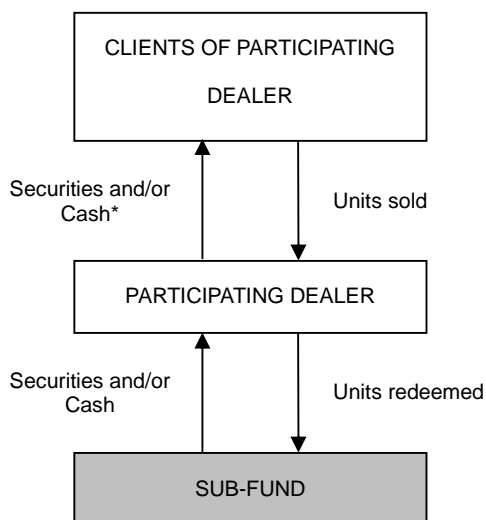 CLIENTS OF PARTICIPATING
DEALER
Securities and/or
Cash*
Units sold
PARTICIPATING DEALER
Securities and/or
Cash
Units redeemed
SUB-FUND